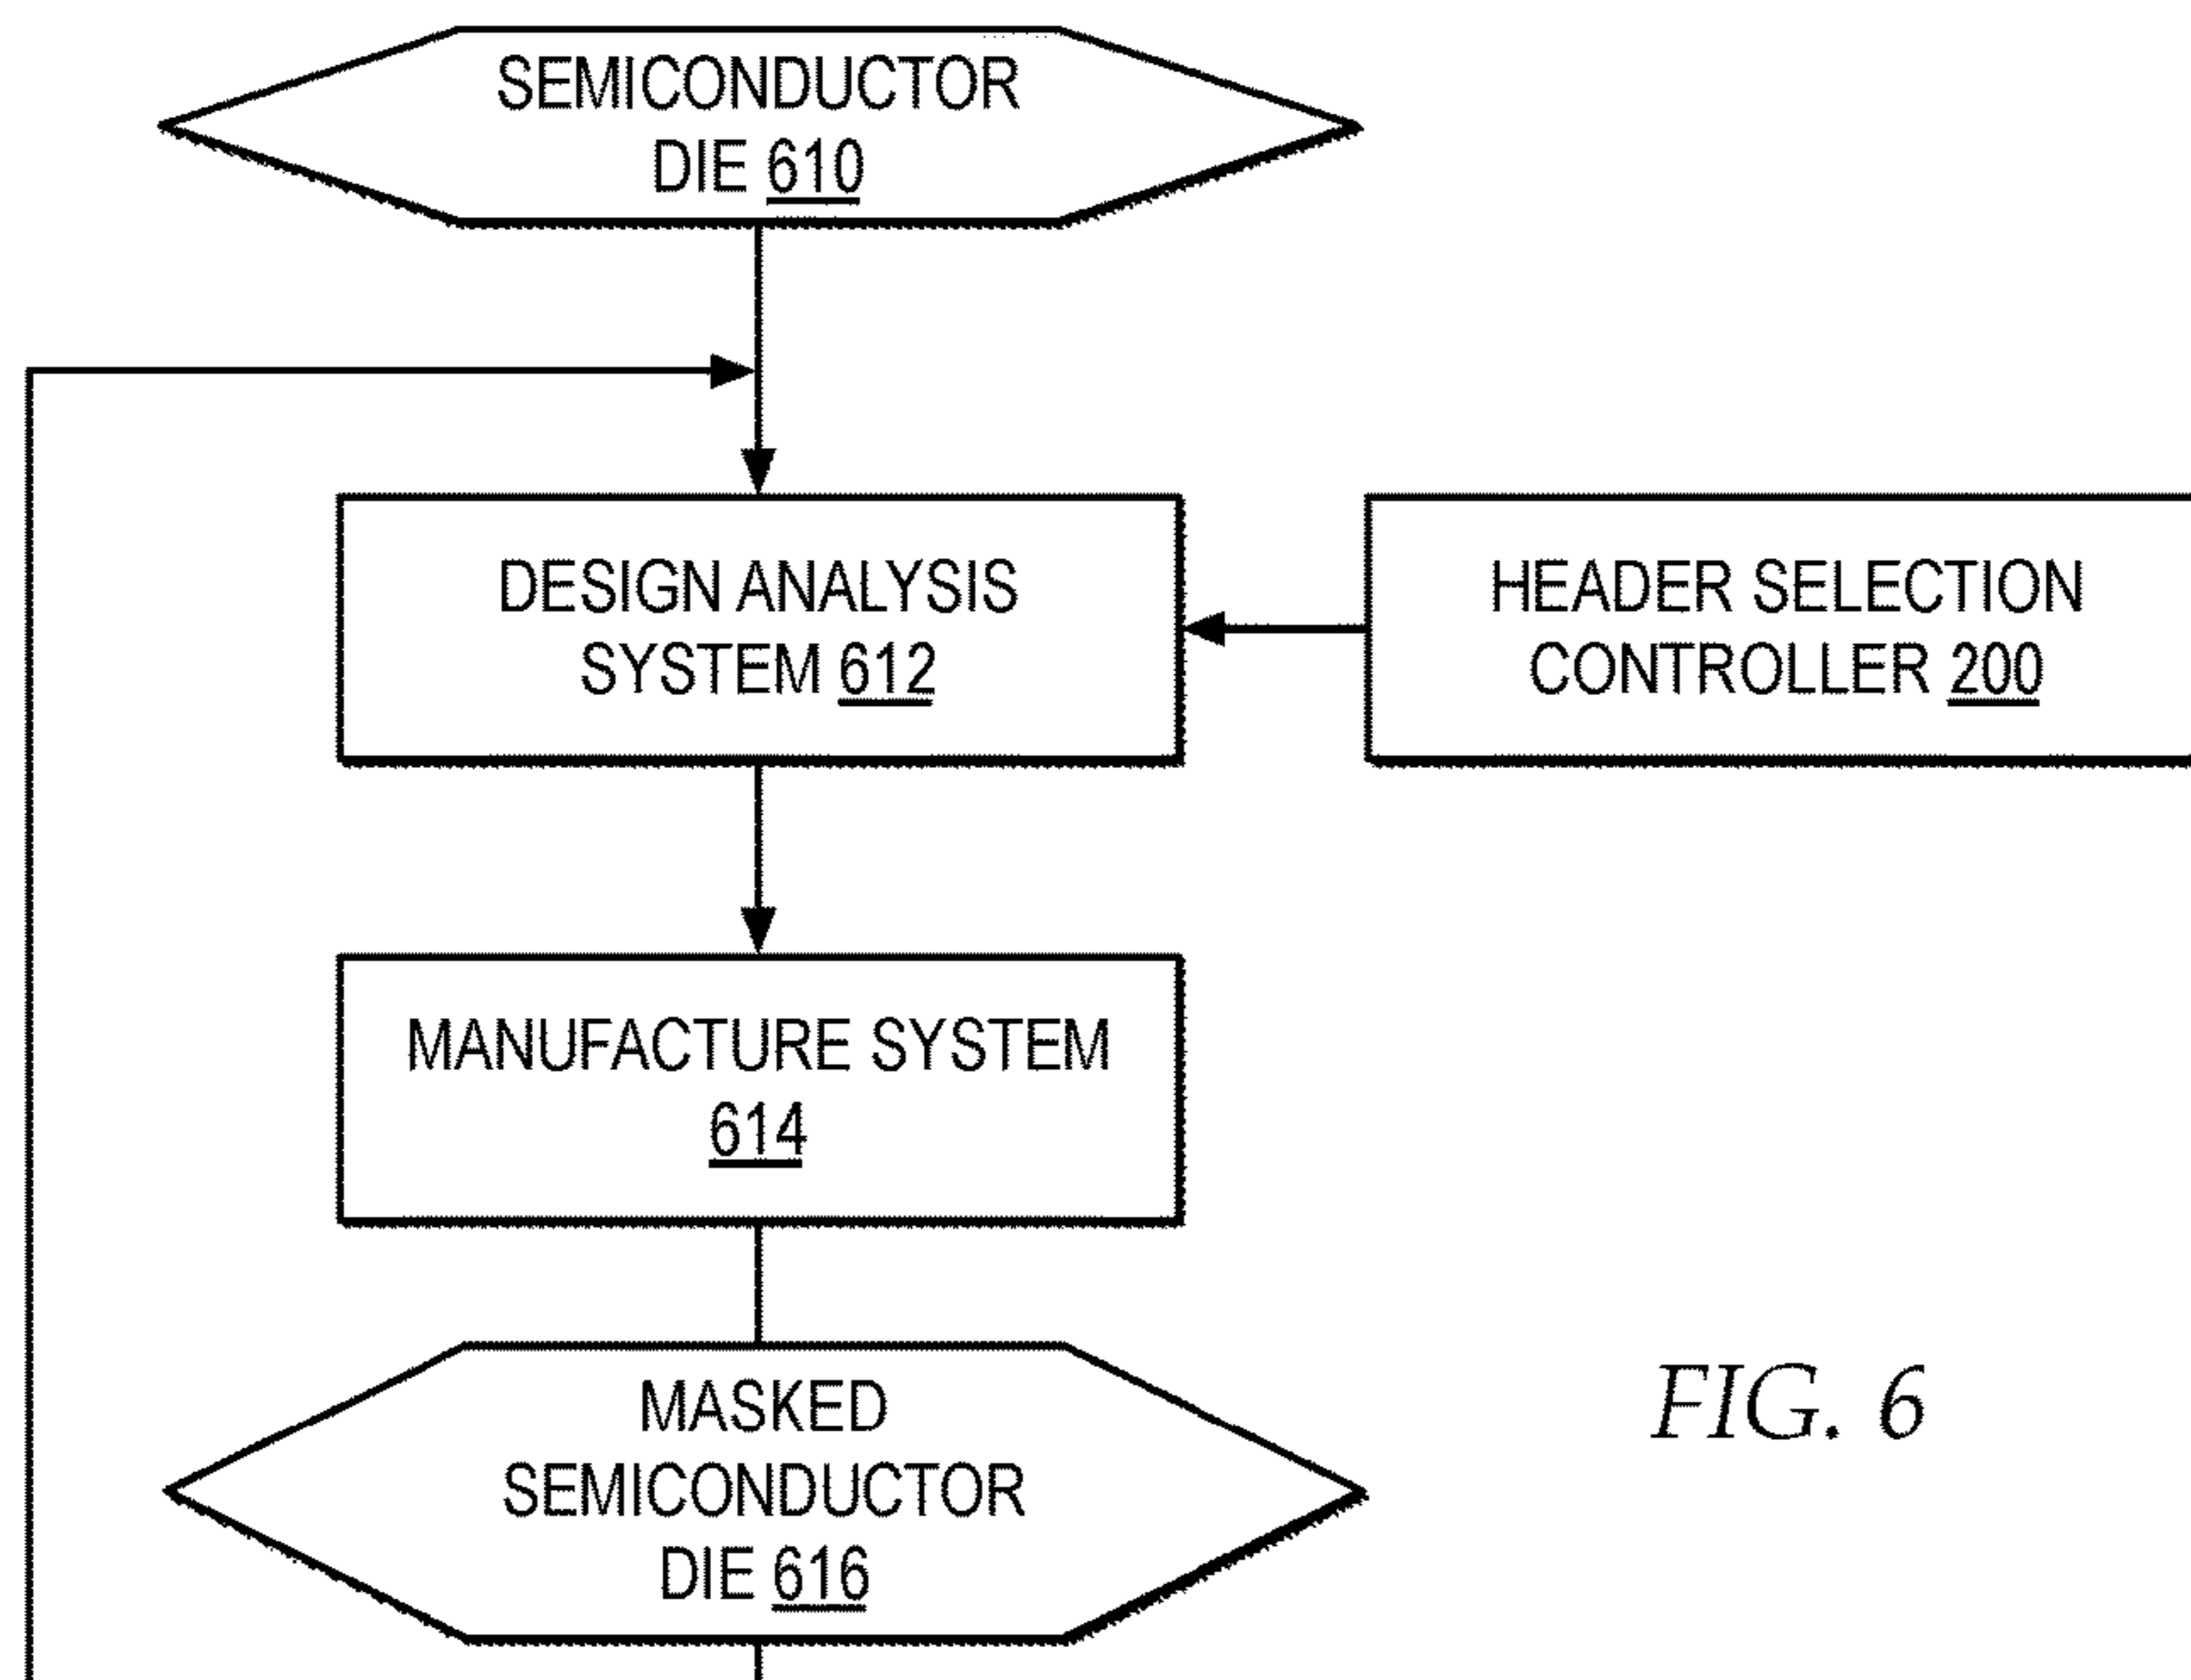 SEMICONDUCTOR
DIE 610
DESIGN ANALYSIS
SYSTEM 612
HEADER SELECTION
CONTROLLER 200
MANUFACTURE SYSTEM
614
MASKED
SEMICONDUCTOR
DIE 616
FIG. 6